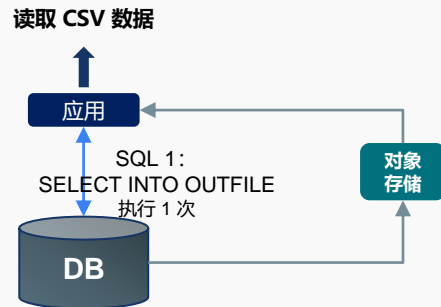 读取 CSV 数据
应用
SQL 1：
SELECT INTO OUTFILE
执行 1 次
对象
存储
DB